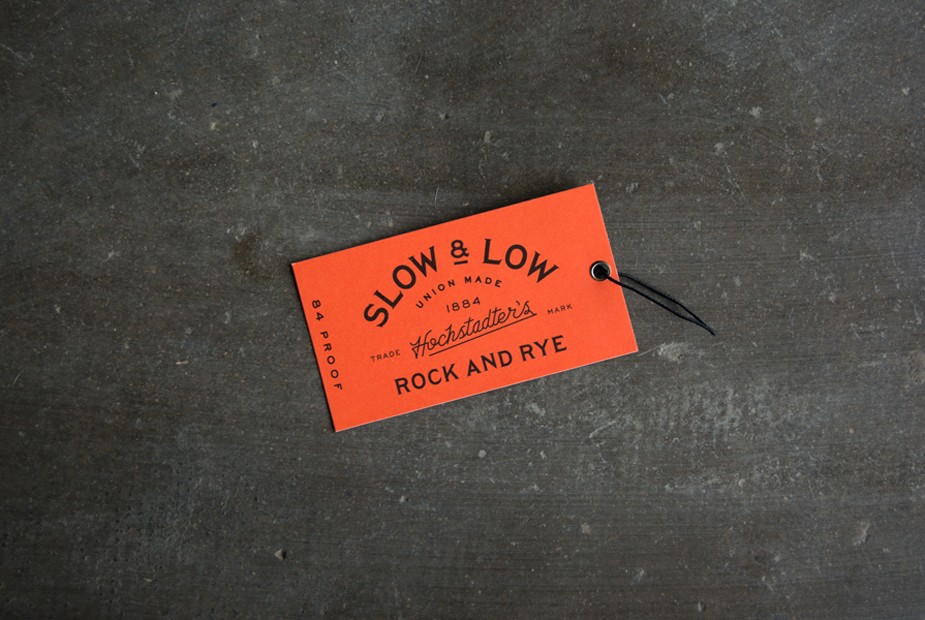 SLOW & LOW
UNION MADE
1884
TRADE Hochstadter's MARK
ROCK AND RYE
84 PROOF